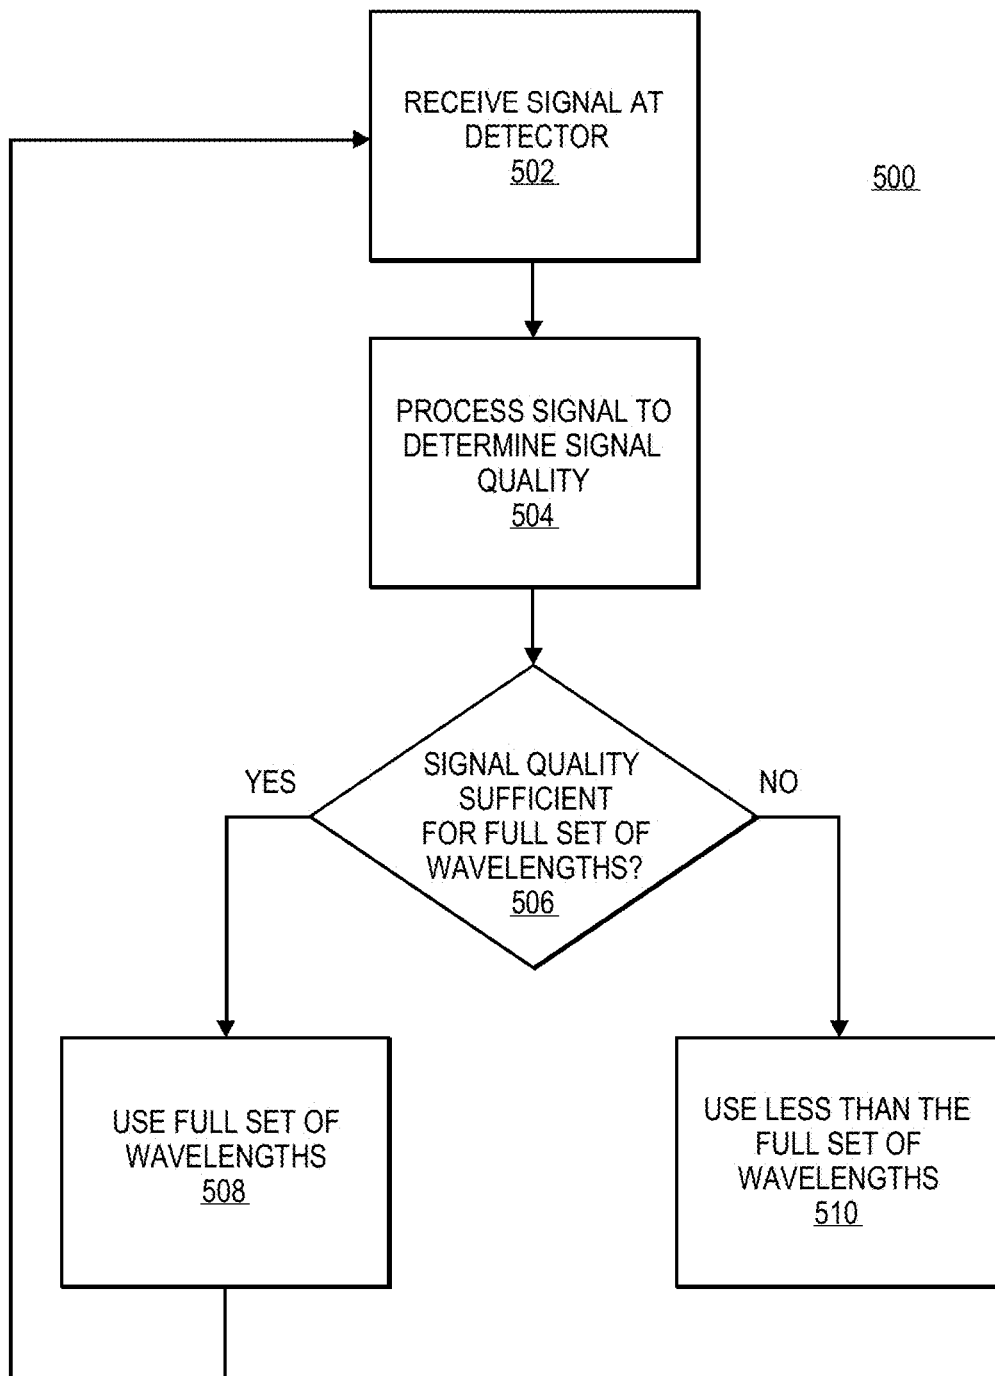 RECEIVE SIGNAL AT
DETECTOR
502
500
PROCESS SIGNAL TO
DETERMINE SIGNAL
QUALITY
504
SIGNAL QUALITY
SUFFICIENT
FOR FULL SET OF
WAVELENGTHS?
506
YES
NO
USE FULL SET OF
WAVELENGTHS
508
USE LESS THAN THE
FULL SET OF
WAVELENGTHS
510